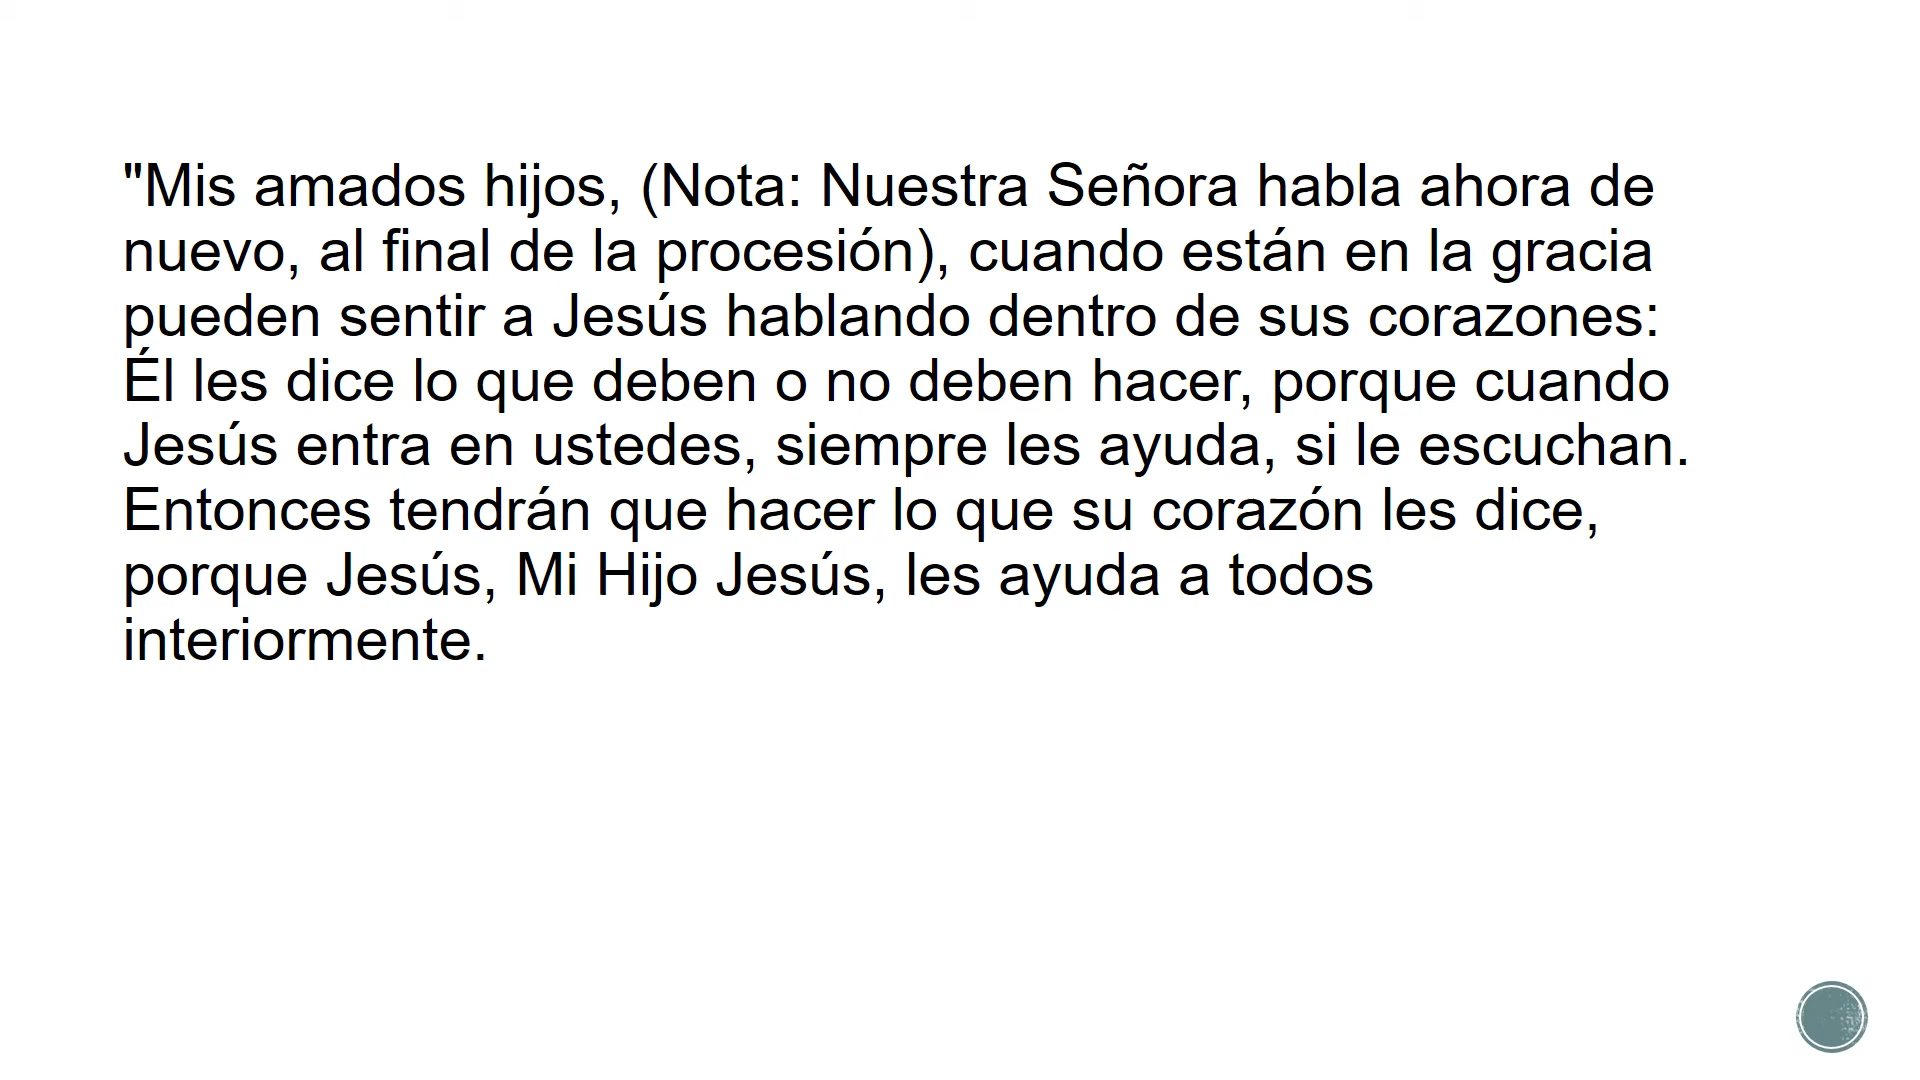 "Mis amados hijos, (Nota: Nuestra Señora habla ahora de
nuevo, al final de la procesión), cuando están en la gracia
pueden sentir a Jesús hablando dentro de sus corazones:
Él les dice lo que deben o no deben hacer, porque cuando
Jesús entra en ustedes, siempre les ayuda, si le escuchan.
Entonces tendrán que hacer lo que su corazón les dice,
porque Jesús, Mi Hijo Jesús, les ayuda a todos
interiormente.